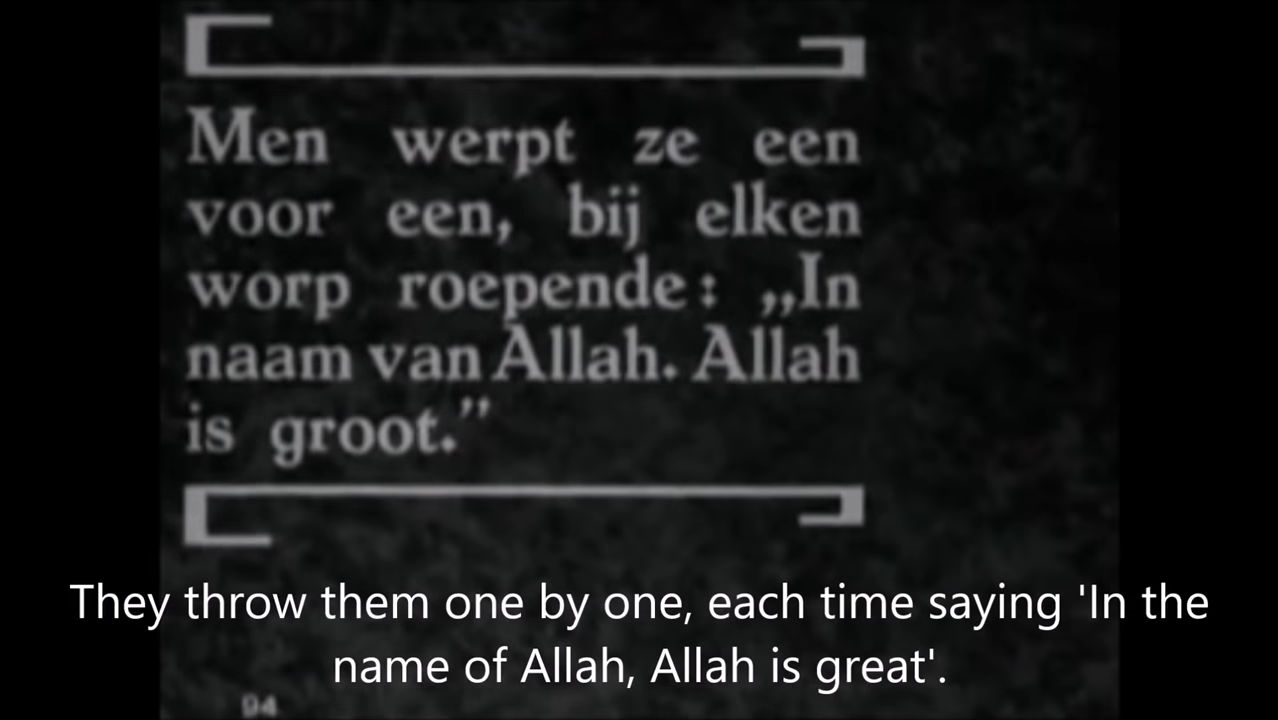 Men werpt ze een
voor een, bij elken
worp roepende: „In
naam van Allah. Allah
is groot.”
They throw them one by one, each time saying 'In the
name of Allah, Allah is great'.
94